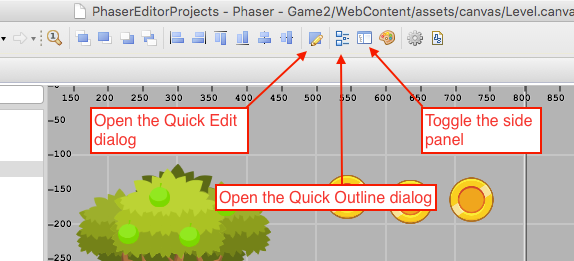 PhaserEditorProjects - Phaser - Game2/WebContent/assets/canvas/Level.canva
150 200 250 300 350 400 450 500 550 600 650 700 750 800 850
-50
Open the Quick Edit
dialog
Toggle the side
panel
-100
-150
Open the Quick Outline dialog
-200
-250